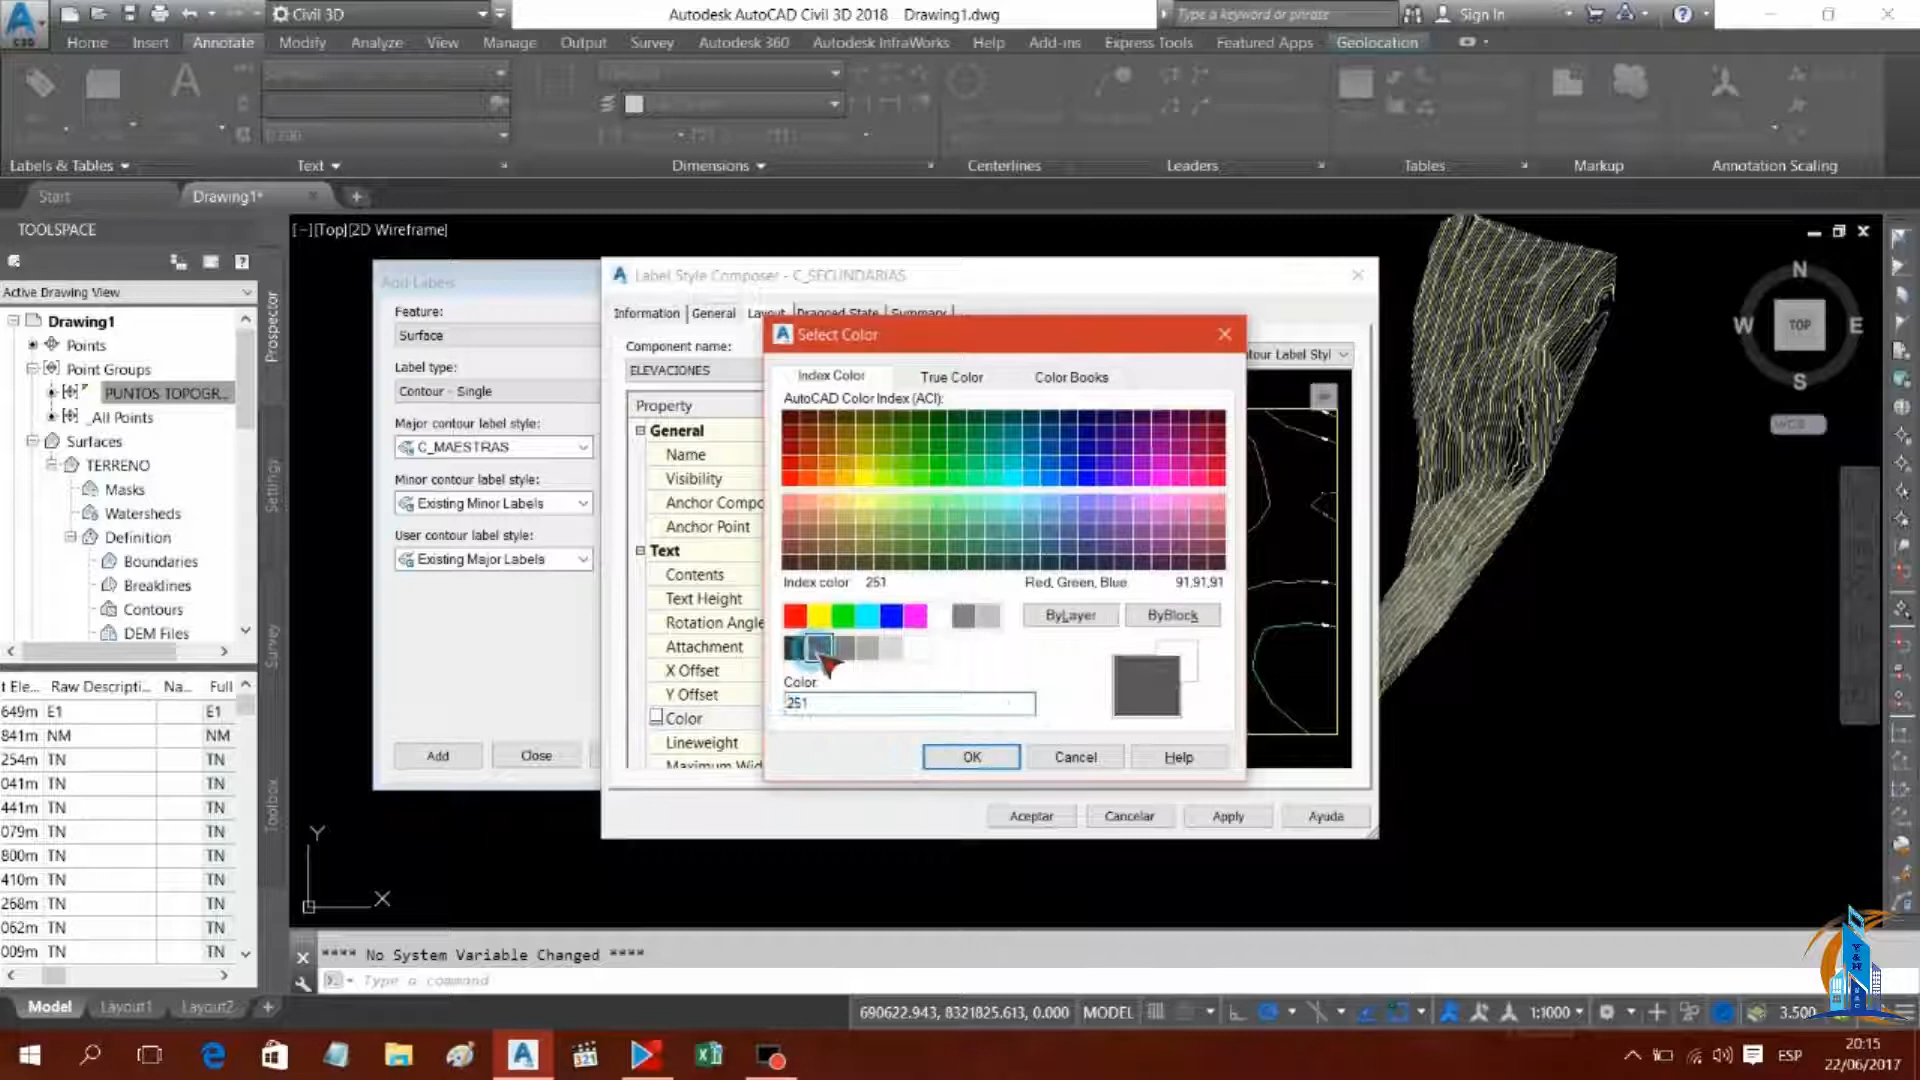 Civil 3D
Autodesk AutoCAD Civil 3D 2018 Drawing1.dwg
Type a keyword or phrase
Sign In
Home Insert Annotate Modify Analyze View Manage Output Survey Autodesk 360 Autodesk InfraWorks Help Add-ins Express Tools Featured Apps Geolocation
0.200
Labels & Tables Text Dimensions Centerlines Leaders Tables Markup Annotation Scaling
Start Drawing1*
TOOLSPACE
Active Drawing View
Drawing1
Points
Point Groups
PUNTOS TOPOGR...
_All Points
Surfaces
TERRENO
Masks
Watersheds
Definition
Boundaries
Breaklines
Contours
DEM Files
Prospector
Settings
Survey
Toolbox
t Ele... Raw Descripti... Na... Full
649m E1 E1
841m NM NM
254m TN TN
041m TN TN
441m TN TN
079m TN TN
800m TN TN
410m TN TN
268m TN TN
062m TN TN
009m TN TN
[−][Top][2D Wireframe]
Add Labels
Feature:
Surface
Label type:
Contour - Single
Major contour label style:
C_MAESTRAS
Minor contour label style:
Existing Minor Labels
User contour label style:
Existing Major Labels
Add Close
Label Style Composer - C_SECUNDARIAS
Information General Layout Dragged State Summary
Component name:
ELEVACIONES
tour Label Styl
Property
General
Name
Visibility
Anchor Compo
Anchor Point
Text
Contents
Text Height
Rotation Angle
Attachment
X Offset
Y Offset
Color
Lineweight
Maximum Wid
Aceptar Cancelar Apply Ayuda
Select Color
Index Color True Color Color Books
AutoCAD Color Index (ACI):
Index color: 251 Red, Green, Blue: 91,91,91
ByLayer ByBlock
Color:
251
OK Cancel Help
N
W TOP E
S
WCS
Y
X
**** No System Variable Changed ****
Type a command
Model Layout1 Layout2 +
690622.943, 8321825.613, 0.000 MODEL 1:1000 3.500
ESP
20:15
22/06/2017